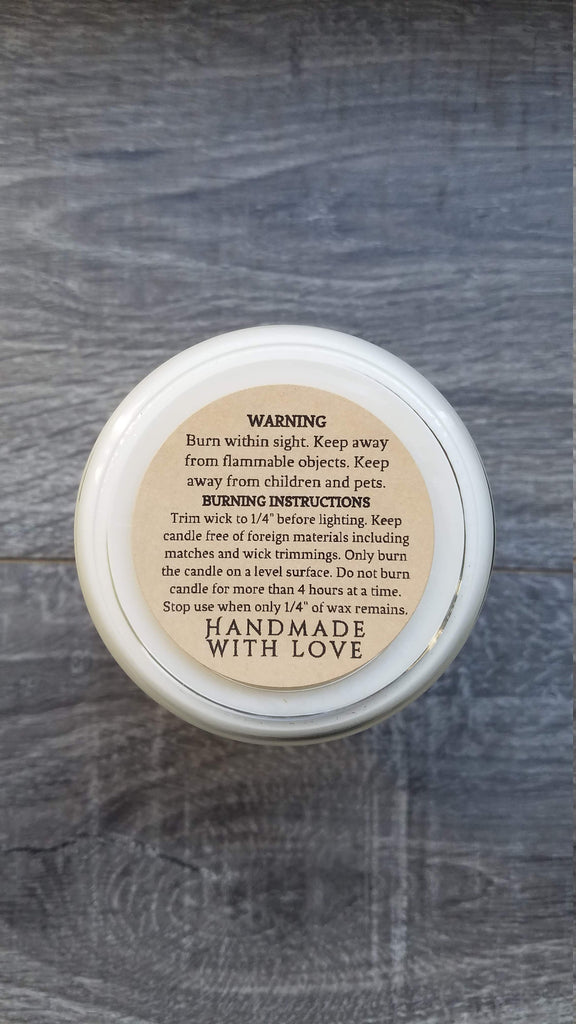 WARNING
Burn within sight. Keep away
from flammable objects. Keep
away from children and pets.
BURNING INSTRUCTIONS
Trim wick to 1/4" before lighting. Keep
candle free of foreign materials including
matches and wick trimmings. Only burn
the candle on a level surface. Do not burn
candle for more than 4 hours at a time.
Stop use when only 1/4" of wax remains.
HANDMADE
WITH LOVE